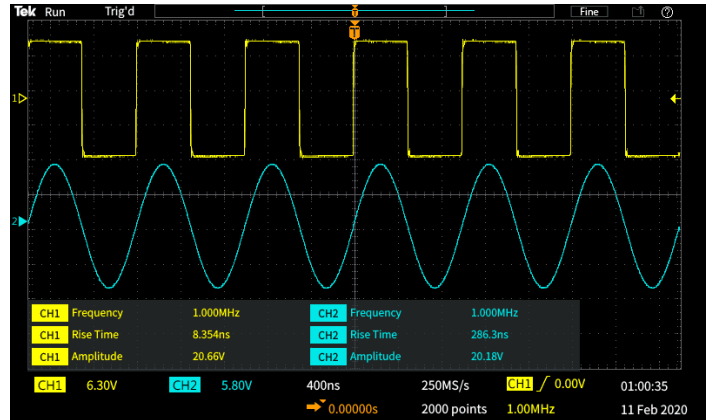 Tek Run Trig'd Fine
T
1
2
CH1 Frequency 1.000MHz CH2 Frequency 1.000MHz
CH1 Rise Time 8.354ns CH2 Rise Time 286.3ns
CH1 Amplitude 20.66V CH2 Amplitude 20.18V
CH1 6.30V CH2 5.80V 400ns 250MS/s CH1 0.00V 01:00:35
0.00000s 2000 points 1.00MHz 11 Feb 2020